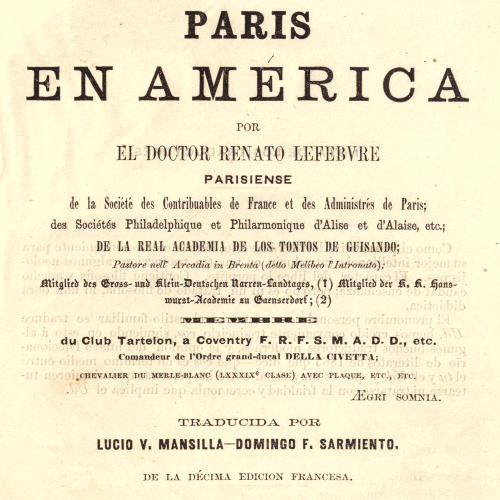 PARIS
EN AMÉRICA
POR
EL DOCTOR RENATO LEFEBVRE
PARISIENSE
de la Société des Contribuables de France et des Administrés de Paris;
des Sociétés Philadelphique et Philarmonique d'Alise et d'Alaise, etc.;
DE LA REAL ACADEMIA DE LOS TONTOS DE GUISANDO;
Pastore nell' Arcadia in Brenta (detto Melibeo l'Intronato);
Mitglied des Gross- und Klein-Deutschen Narren-Landtages, (1) Mitglied der K. K. Hans-
wurst-Academie zu Gaenserdorf; (2)
MEMBRE
du Club Tartelon, a Coventry F. R. F. S. M. A. D. D., etc.
Comandeur de l'Ordre grand-ducal DELLA CIVETTA;
CHEVALIER DU MERLE-BLANC (LXXXIXe CLASE) AVEC PLAQUE, ETC., ETC.
ÆGRI SOMNIA.
TRADUCIDA POR
LUCIO V. MANSILLA—DOMINGO F. SARMIENTO.
DE LA DÉCIMA EDICION FRANCESA.